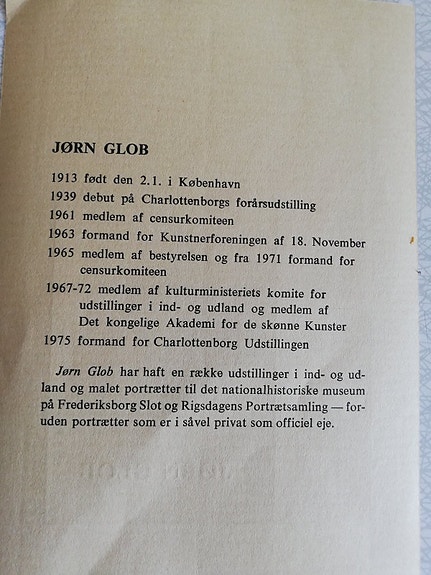 JØRN GLOB
1913 født den 2.1. i København
1939 debut på Charlottenborgs forårsudstilling
1961 medlem af censurkomiteen
1963 formand for Kunstnerforeningen af 18. November
1965 medlem af bestyrelsen og fra 1971 formand for
censurkomiteen
1967-72 medlem af kulturministeriets komite for
udstillinger i ind- og udland og medlem af
Det kongelige Akademi for de skønne Kunster
1975 formand for Charlottenborg Udstillingen
Jørn Glob har haft en række udstillinger i ind- og ud-
land og malet portrætter til det nationalhistoriske museum
på Frederiksborg Slot og Rigsdagens Portrætsamling — for-
uden portrætter som er i såvel privat som officiel eje.